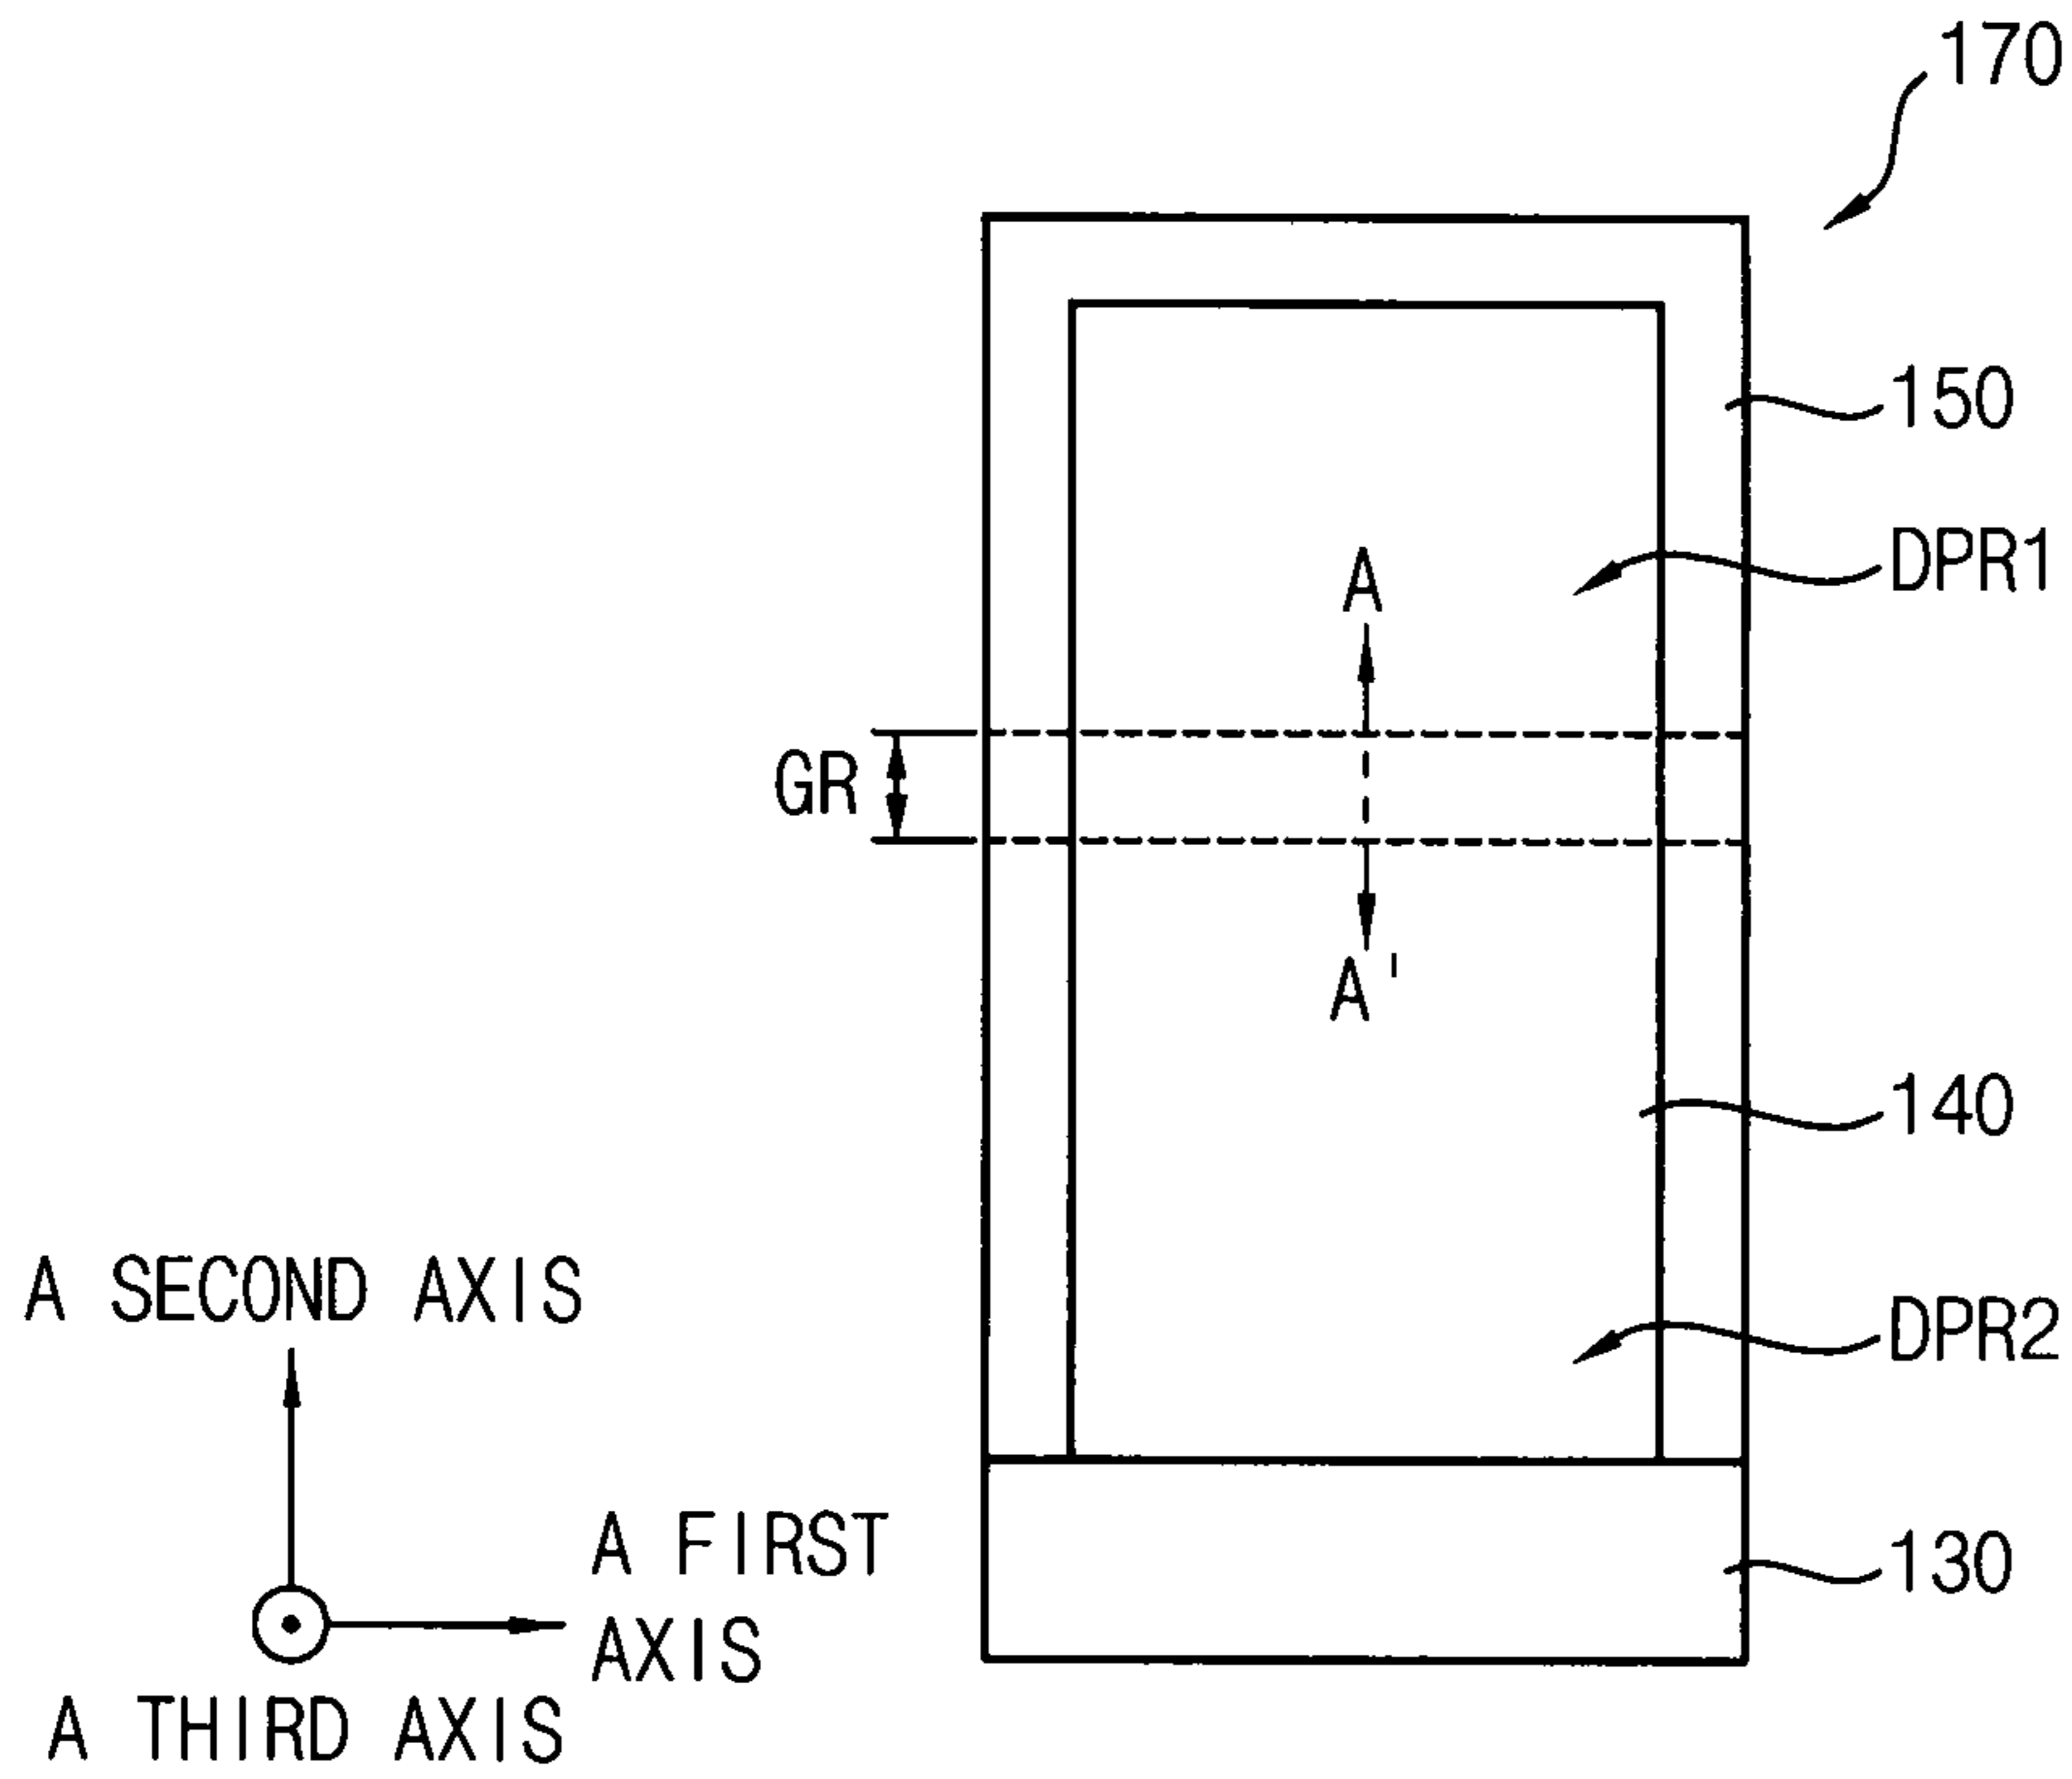 170
150
DPR1
A
GR
A'
140
A SECOND AXIS
DPR2
A FIRST
AXIS
130
A THIRD AXIS